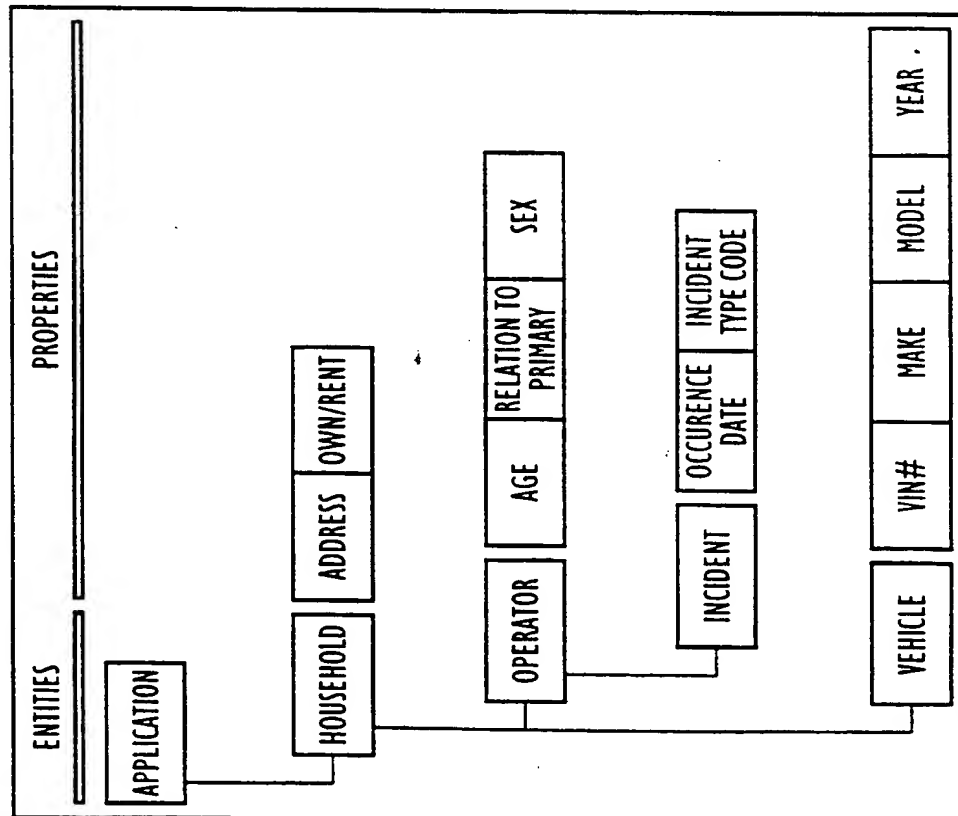 ENTITIES
PROPERTIES
APPLICATION
HOUSEHOLD
ADDRESS
OWN/RENT
OPERATOR
AGE
RELATION TO
PRIMARY
SEX
INCIDENT
OCCURENCE
DATE
INCIDENT
TYPE CODE
VEHICLE
VIN#
MAKE
MODEL
YEAR